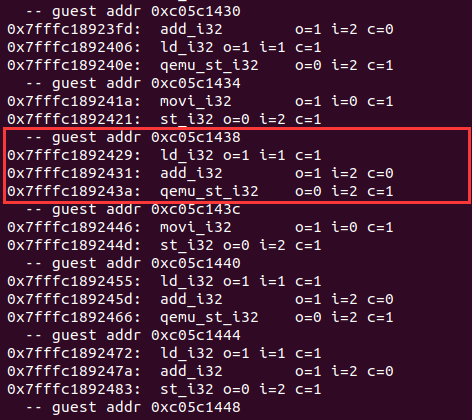 -- guest addr 0xc05c1430
0x7fffc18923fd: add_i32 o=1 i=2 c=0
0x7fffc1892406: ld_i32 o=1 i=1 c=1
0x7fffc189240e: qemu_st_i32 o=0 i=2 c=1
-- guest addr 0xc05c1434
0x7fffc189241a: movi_i32 o=1 i=0 c=1
0x7fffc1892421: st_i32 o=0 i=2 c=1
-- guest addr 0xc05c1438
0x7fffc1892429: ld_i32 o=1 i=1 c=1
0x7fffc1892431: add_i32 o=1 i=2 c=0
0x7fffc189243a: qemu_st_i32 o=0 i=2 c=1
-- guest addr 0xc05c143c
0x7fffc1892446: movi_i32 o=1 i=0 c=1
0x7fffc189244d: st_i32 o=0 i=2 c=1
-- guest addr 0xc05c1440
0x7fffc1892455: ld_i32 o=1 i=1 c=1
0x7fffc189245d: add_i32 o=1 i=2 c=0
0x7fffc1892466: qemu_st_i32 o=0 i=2 c=1
-- guest addr 0xc05c1444
0x7fffc1892472: ld_i32 o=1 i=1 c=1
0x7fffc189247a: add_i32 o=1 i=2 c=0
0x7fffc1892483: st_i32 o=0 i=2 c=1
-- guest addr 0xc05c1448